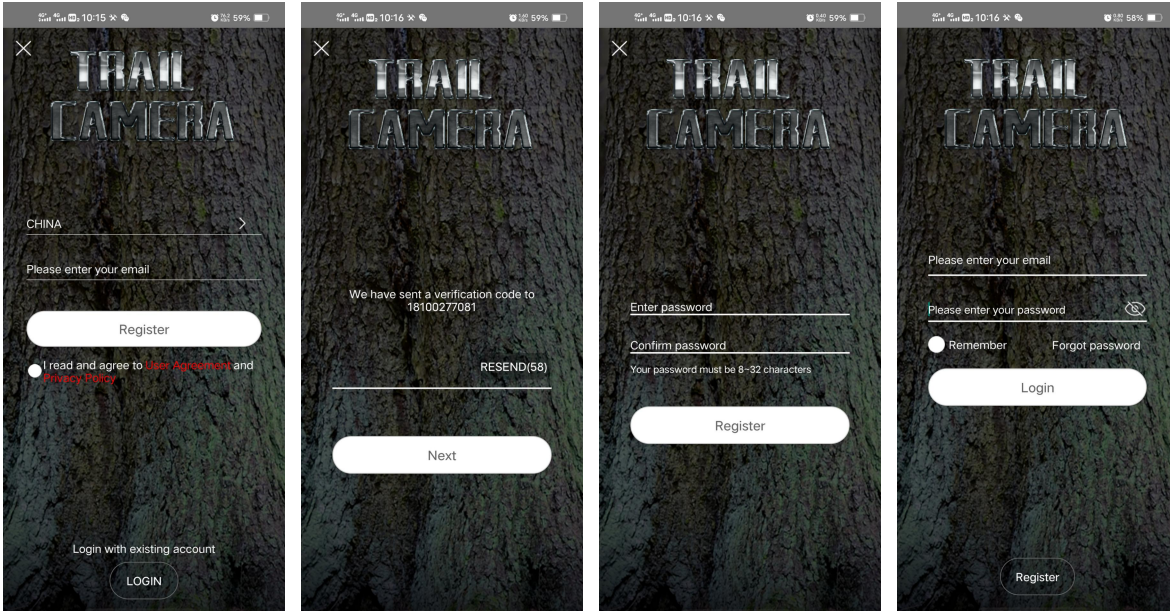 10:15
59%
TRAIL
CAMERA
CHINA
Please enter your email
Register
I read and agree to User Agreement and
Privacy Policy
Login with existing account
LOGIN
10:16
59%
TRAIL
CAMERA
We have sent a verification code to
18100277081
RESEND(58)
Next
10:16
59%
TRAIL
CAMERA
Enter password
Confirm password
Your password must be 8~32 characters
Register
10:16
58%
TRAIL
CAMERA
Please enter your email
Please enter your password
Remember Forgot password
Login
Register